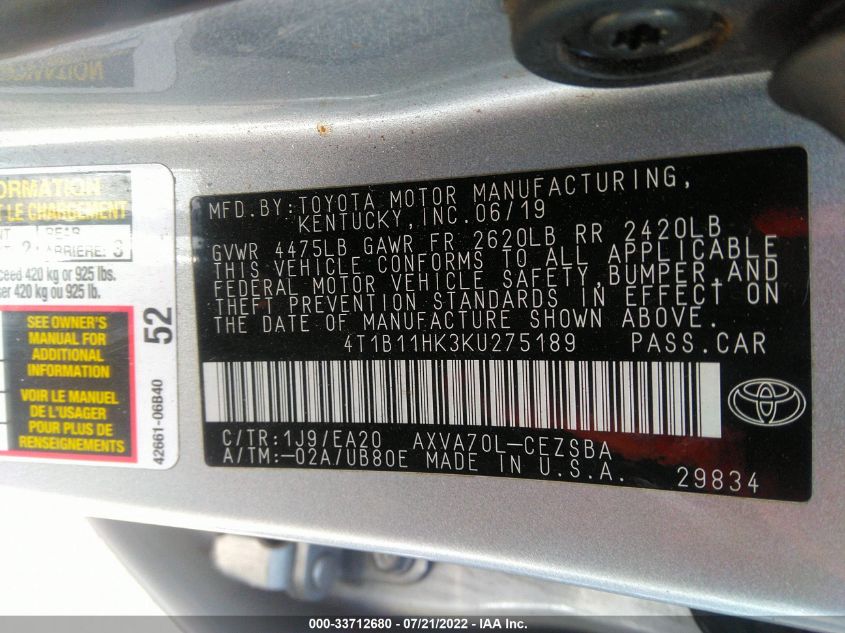 ORMATION
T LE CHARGEMENT
REAR
2 ARRIÈRE: 3
ceed 420 kg or 925 lbs.
ser 420 kg ou 925 lb.
SEE OWNER'S
MANUAL FOR
ADDITIONAL
INFORMATION
VOIR LE MANUEL
DE L'USAGER
POUR PLUS DE
RENSEIGNEMENTS
52
42661-06B40
MFD.BY:TOYOTA MOTOR MANUFACTURING,
KENTUCKY,INC.06/19
GVWR 4475LB GAWR FR 2620LB RR 2420LB
THIS VEHICLE CONFORMS TO ALL APPLICABLE
FEDERAL MOTOR VEHICLE SAFETY,BUMPER,AND
THEFT PREVENTION STANDARDS IN EFFECT ON
THE DATE OF MANUFACTURE SHOWN ABOVE.
4T1B11HK3KU275189 PASS.CAR
C/TR:1J9/EA20 AXVA70L-CEZSBA
A/TM:-02A/UB80E MADE IN U.S.A.
29834
000-33712680 - 07/21/2022 - IAA Inc.